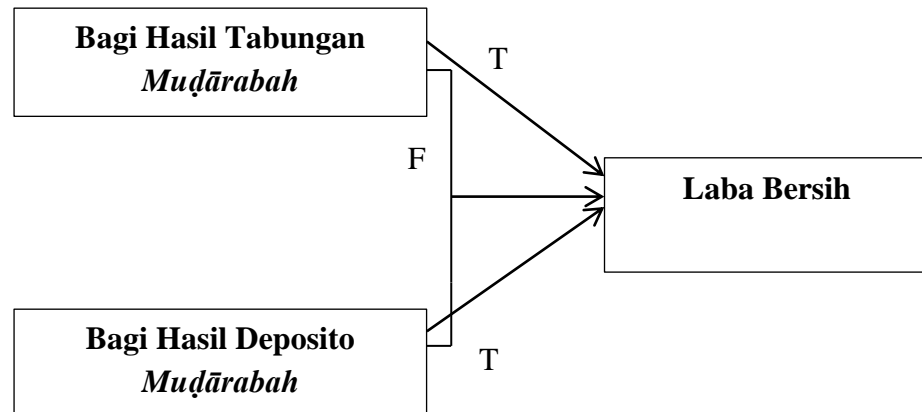 Bagi Hasil Tabungan
Muḍārabah
T
F
Laba Bersih
Bagi Hasil Deposito
Muḍārabah
T